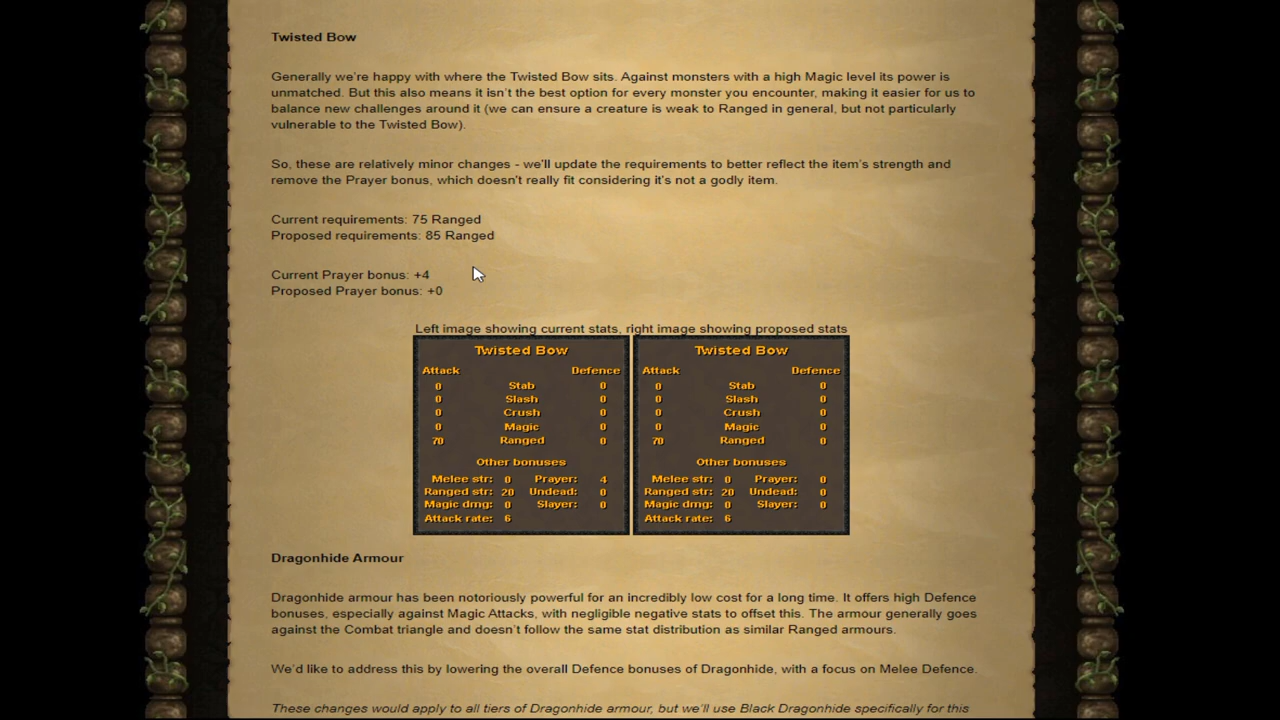 Twisted Bow
Generally we're happy with where the Twisted Bow sits. Against monsters with a high Magic level its power is
unmatched. But this also means it isn't the best option for every monster you encounter, making it easier for us to
balance new challenges around it (we can ensure a creature is weak to Ranged in general, but not particularly
vulnerable to the Twisted Bow).
So, these are relatively minor changes - we'll update the requirements to better reflect the item's strength and
remove the Prayer bonus, which doesn't really fit considering it's not a godly item.
Current requirements: 75 Ranged
Proposed requirements: 85 Ranged
Current Prayer bonus: +4
Proposed Prayer bonus: +0
Left image showing current stats, right image showing proposed stats
Twisted Bow
Attack Defence
0 Stab 0
0 Slash 0
0 Crush 0
0 Magic 0
70 Ranged 0
Other bonuses
Melee str: 0 Prayer: 4
Ranged str: 20 Undead: 0
Magic dmg: 0 Slayer: 0
Attack rate: 6
Twisted Bow
Attack Defence
0 Stab 0
0 Slash 0
0 Crush 0
0 Magic 0
70 Ranged 0
Other bonuses
Melee str: 0 Prayer: 0
Ranged str: 20 Undead: 0
Magic dmg: 0 Slayer: 0
Attack rate: 6
Dragonhide Armour
Dragonhide armour has been notoriously powerful for an incredibly low cost for a long time. It offers high Defence
bonuses, especially against Magic Attacks, with negligible negative stats to offset this. The armour generally goes
against the Combat triangle and doesn't follow the same stat distribution as similar Ranged armours.
We'd like to address this by lowering the overall Defence bonuses of Dragonhide, with a focus on Melee Defence.
These changes would apply to all tiers of Dragonhide armour, but we'll use Black Dragonhide specifically for this